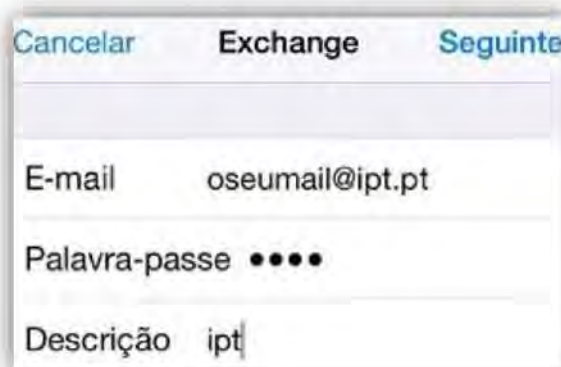 Cancelar Exchange Seguinte
E-mail oseumail@ipt.pt
Palavra-passe ••••
Descrição ipt